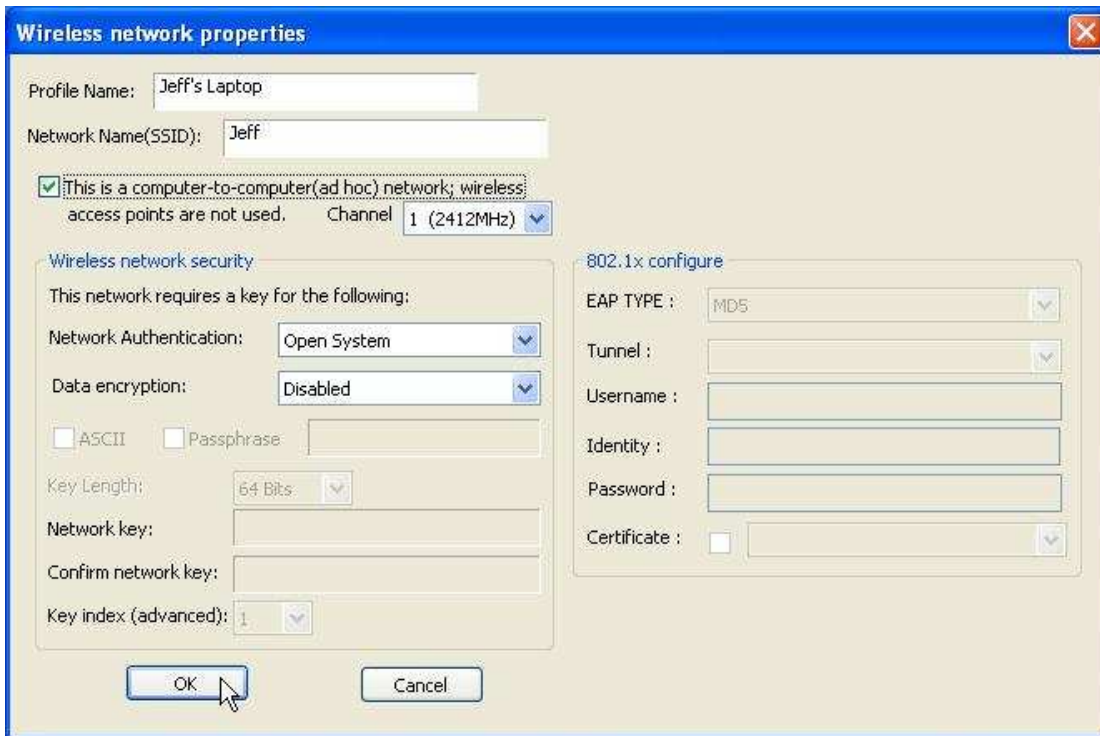 Wireless network properties
Profile Name: Jeff's Laptop
Network Name(SSID): Jeff
This is a computer-to-computer(ad hoc) network; wireless
access points are not used. Channel 1 (2412MHz)
Wireless network security
This network requires a key for the following:
Network Authentication: Open System
Data encryption: Disabled
ASCII Passphrase
Key Length: 64 Bits
Network key:
Confirm network key:
Key index (advanced): 1
802.1x configure
EAP TYPE : MD5
Tunnel :
Username :
Identity :
Password :
Certificate :
OK Cancel